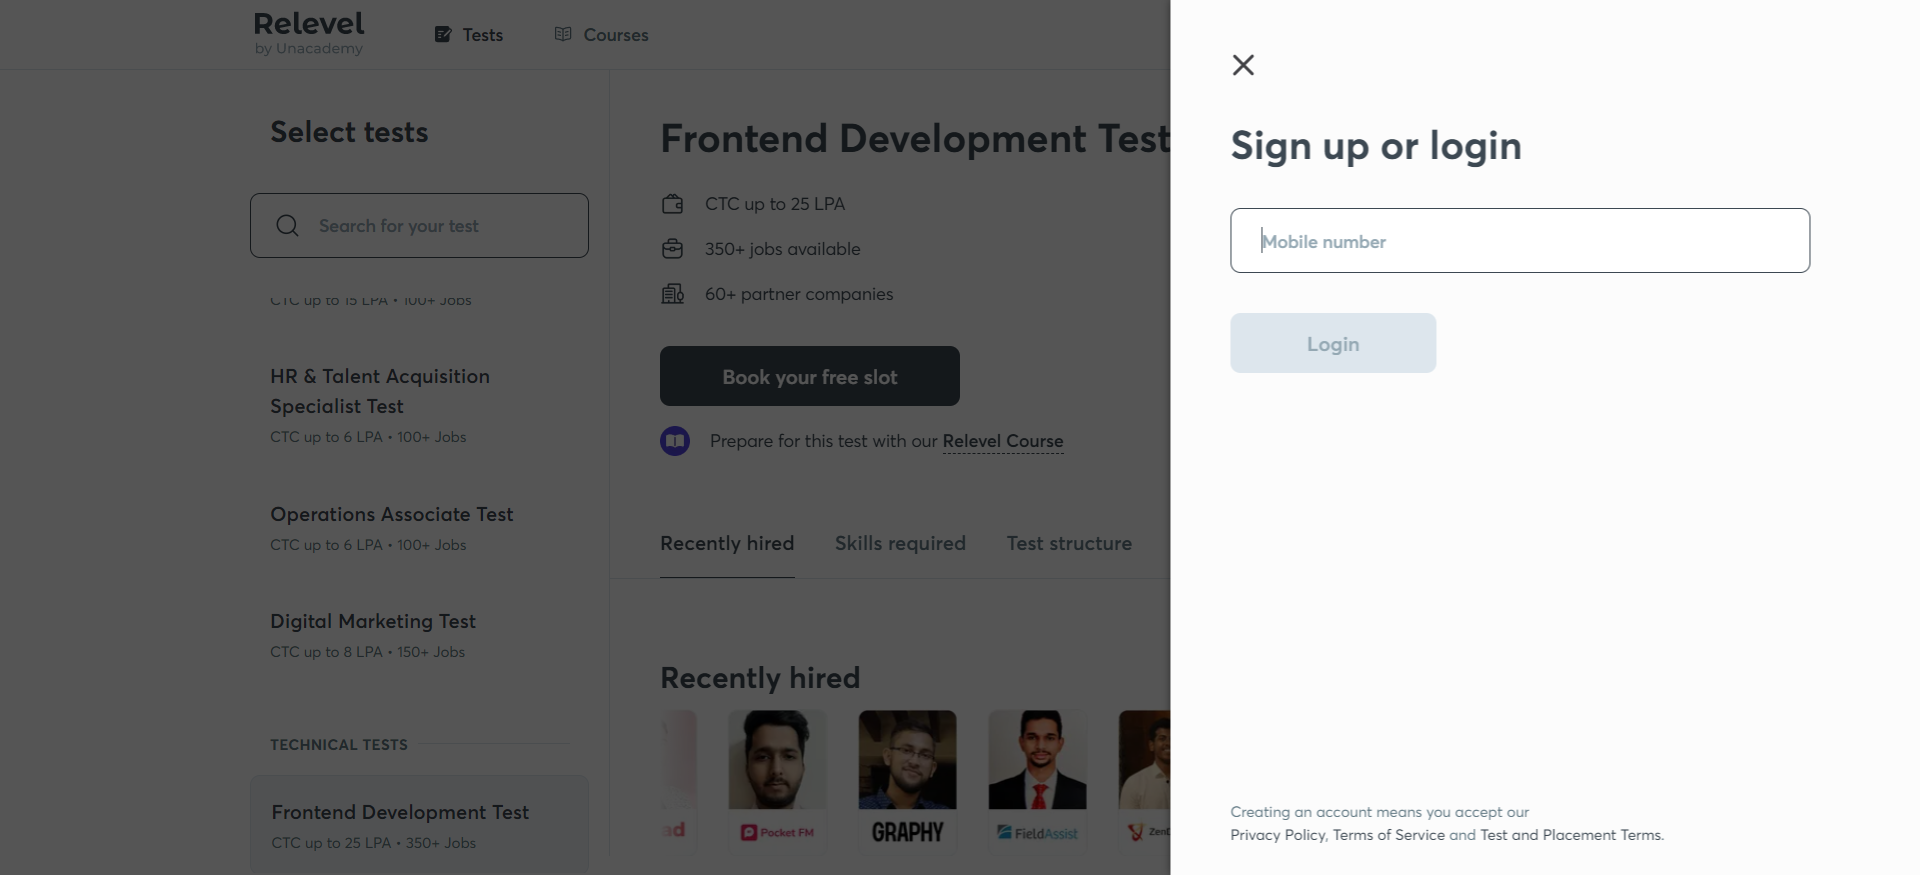 Relevel
by Unacademy
Tests
Courses
Select tests
Search for your test
CTC up to 15 LPA • 100+ Jobs
HR & Talent Acquisition
Specialist Test
CTC up to 6 LPA • 100+ Jobs
Operations Associate Test
CTC up to 6 LPA • 100+ Jobs
Digital Marketing Test
CTC up to 8 LPA • 150+ Jobs
TECHNICAL TESTS
Frontend Development Test
CTC up to 25 LPA • 350+ Jobs
Frontend Development Test
CTC up to 25 LPA
350+ jobs available
60+ partner companies
Book your free slot
Prepare for this test with our Relevel Course
Recently hired
Skills required
Test structure
Recently hired
Pocket FM
GRAPHY
FieldAssist
Sign up or login
Mobile number
Login
Creating an account means you accept our
Privacy Policy, Terms of Service and Test and Placement Terms.